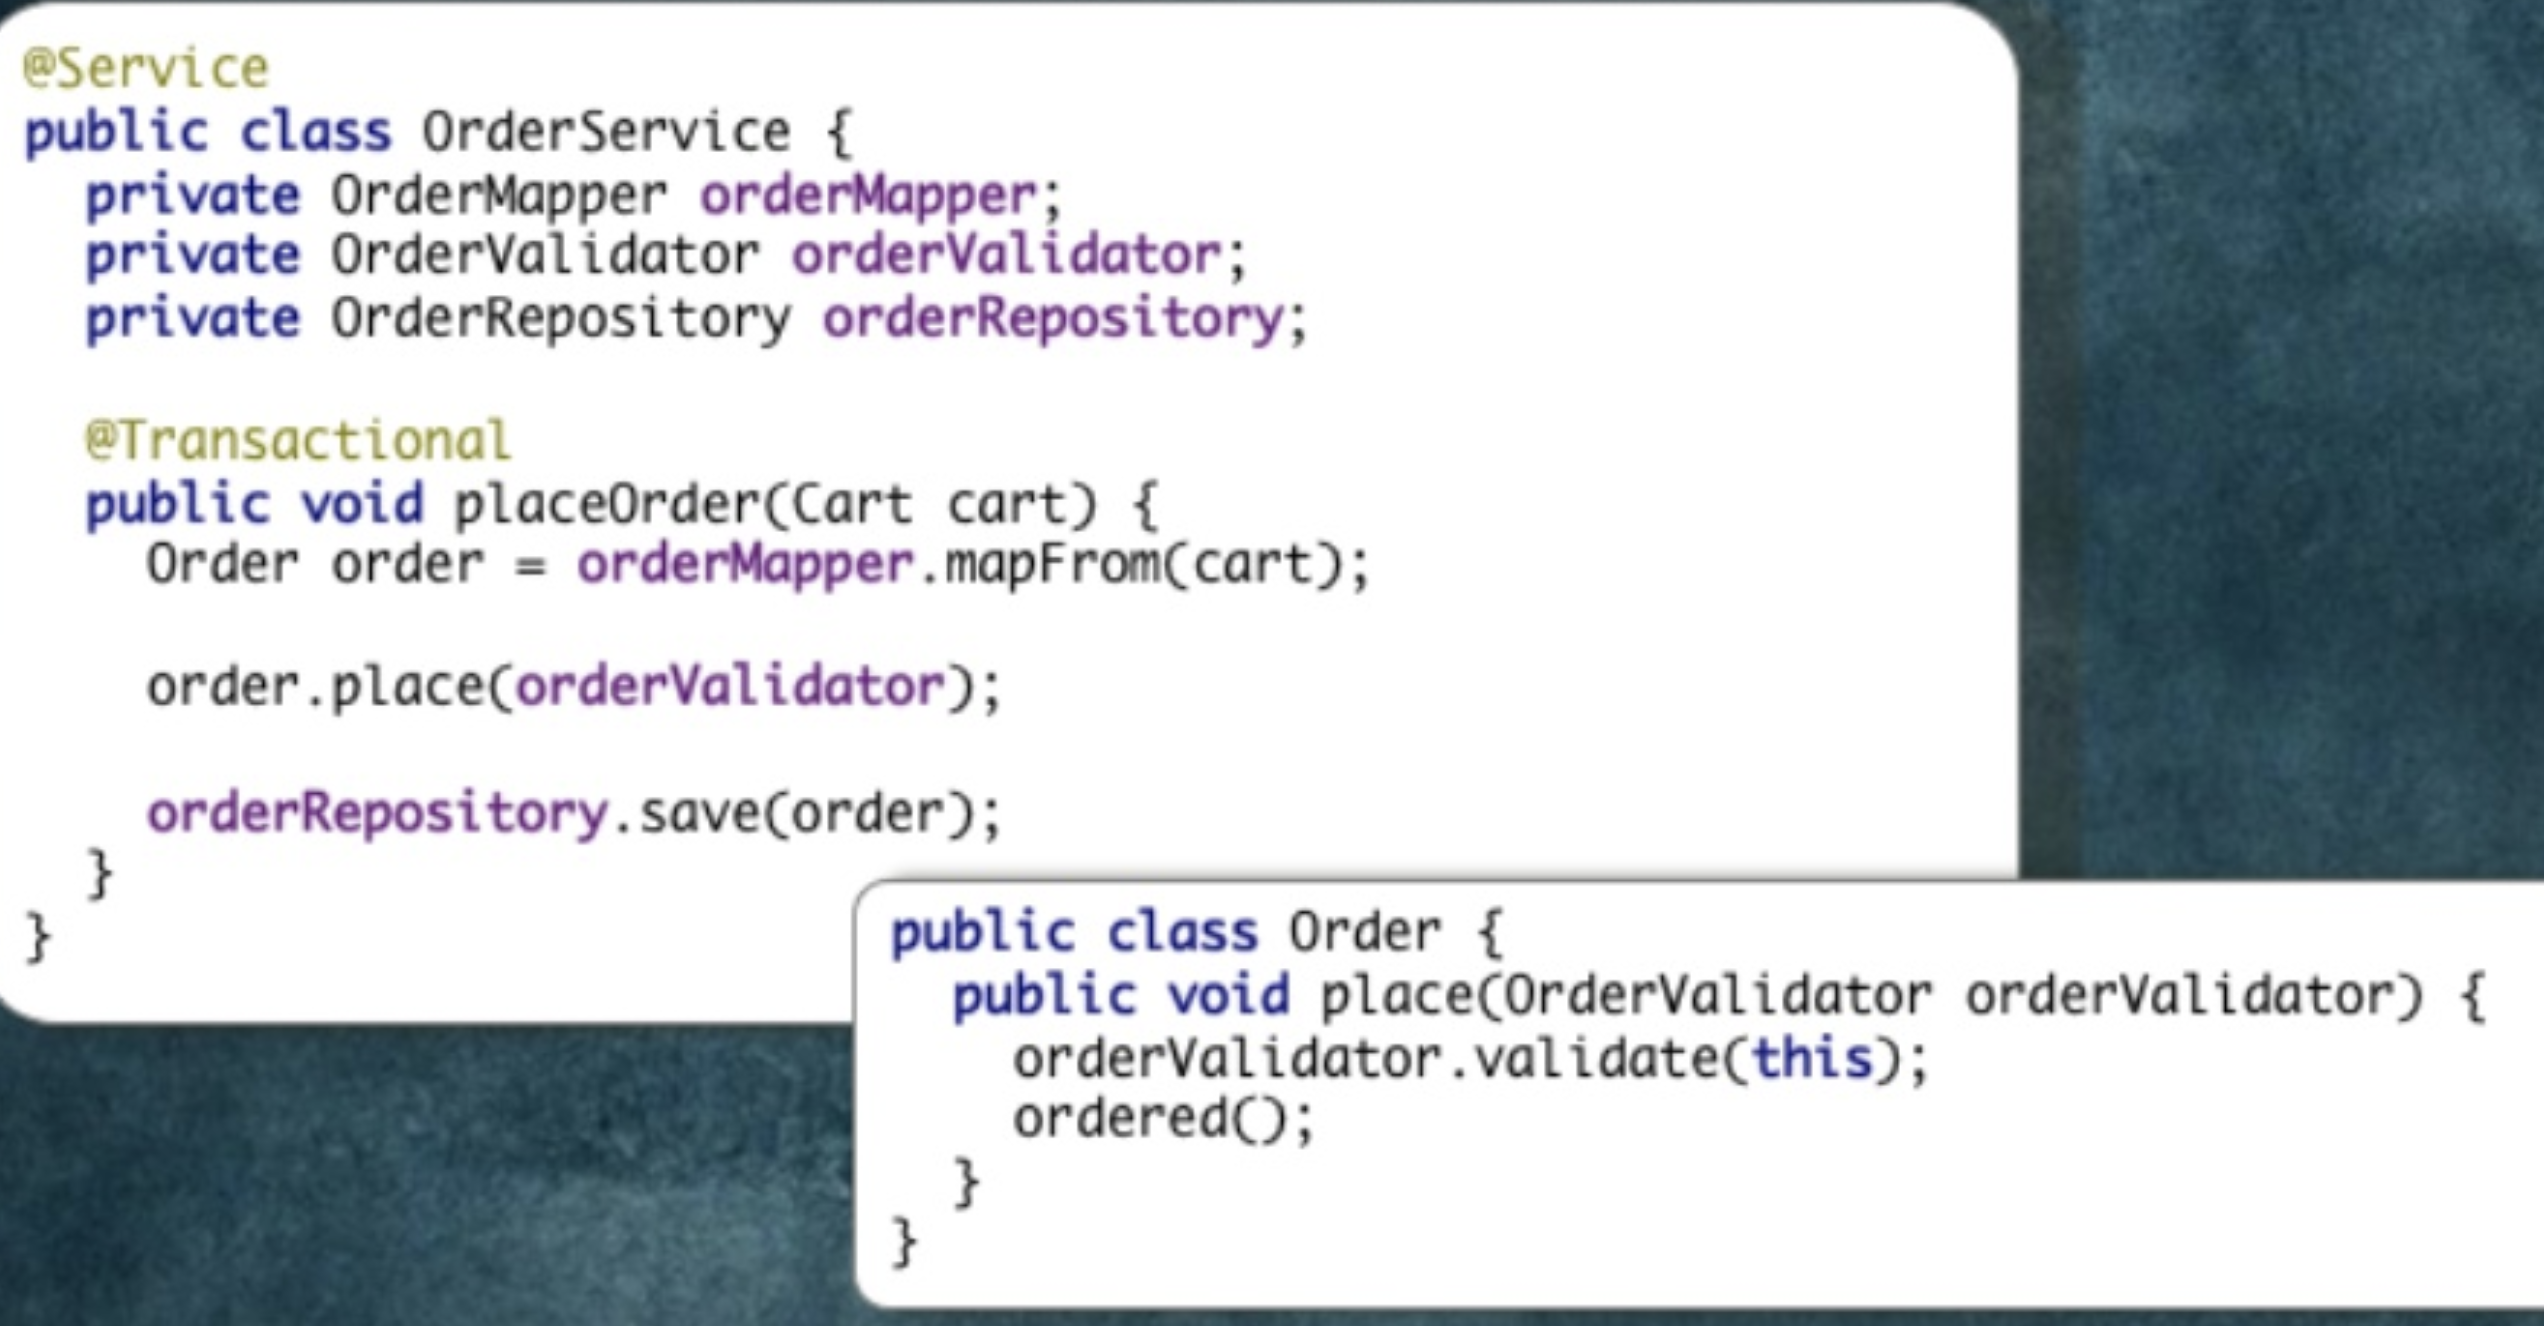 @Service
public class OrderService {
private OrderMapper orderMapper;
private OrderValidator orderValidator;
private OrderRepository orderRepository;
@Transactional
public void placeOrder(Cart cart) {
Order order = orderMapper.mapFrom(cart);
order.place(orderValidator);
orderRepository.save(order);
}
}
public class Order {
public void place(OrderValidator orderValidator) {
orderValidator.validate(this);
ordered();
}
}